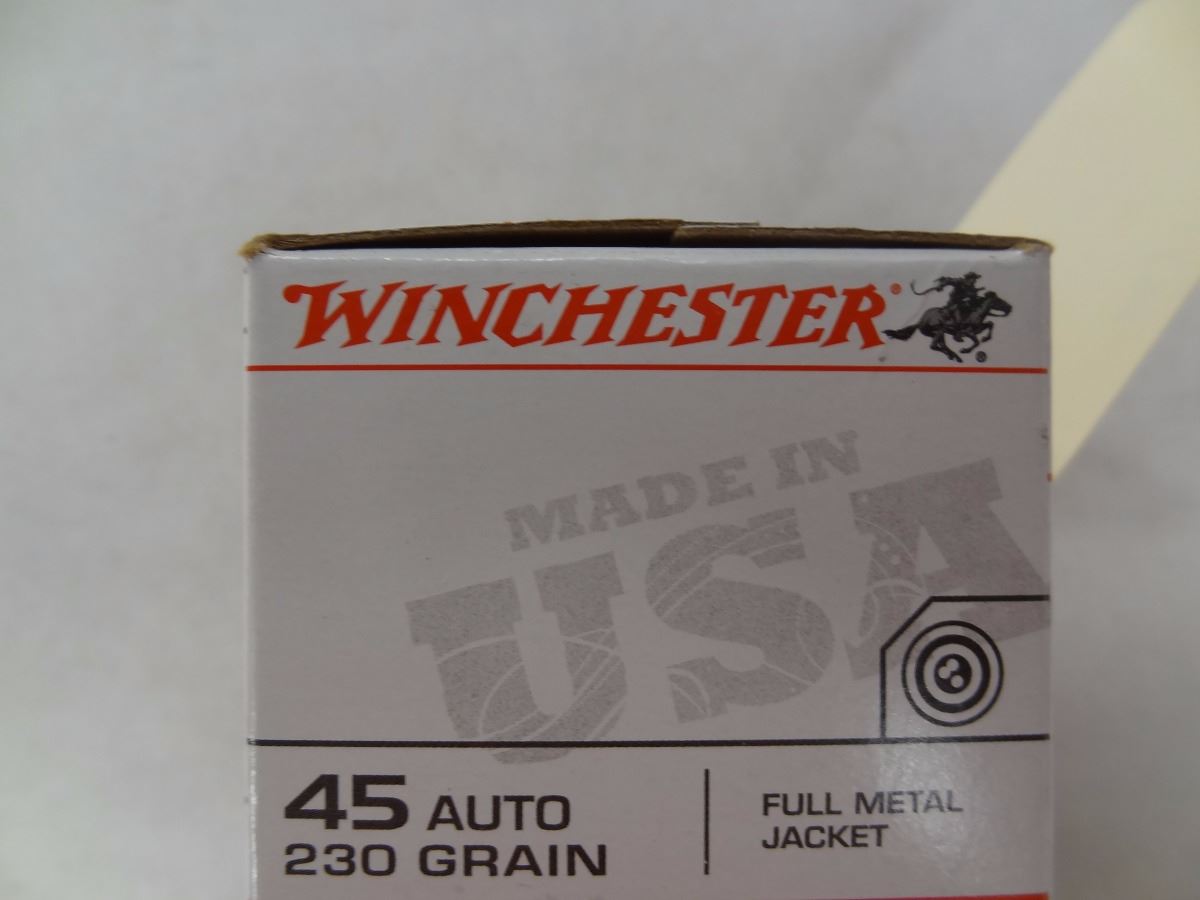 WINCHESTER®
®
MADE IN
USA
45 AUTO
230 GRAIN
FULL METAL
JACKET